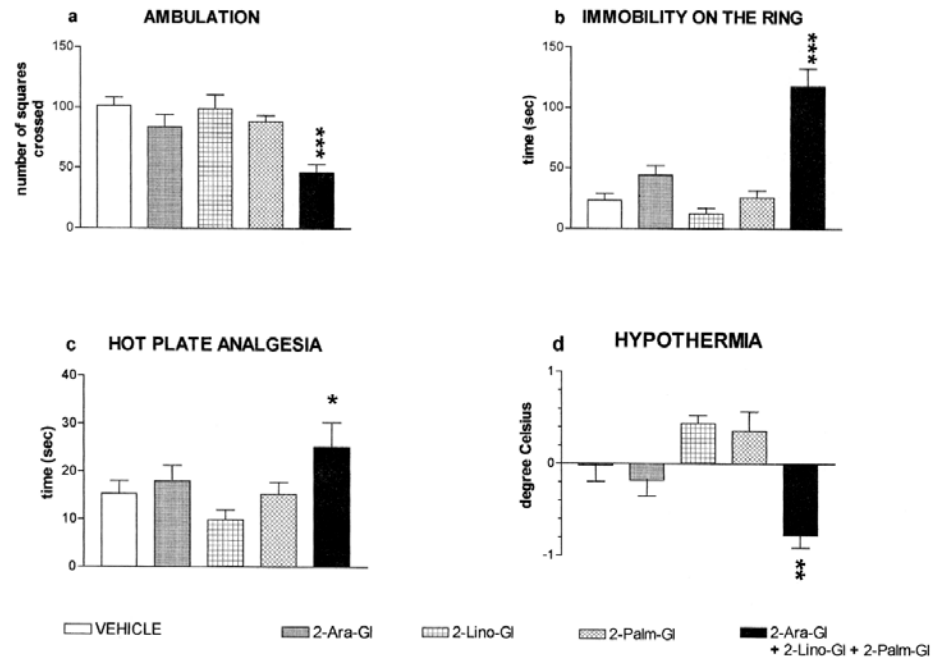 a AMBULATION
number of squares
crossed
150
100
50
0
***
b IMMOBILITY ON THE RING
time (sec)
150
100
50
0
***
c HOT PLATE ANALGESIA
time (sec)
40
30
20
10
0
*
d HYPOTHERMIA
degree Celsius
1
0
-1
**
VEHICLE 2-Ara-Gl 2-Lino-Gl 2-Palm-Gl 2-Ara-Gl
+ 2-Lino-Gl + 2-Palm-Gl